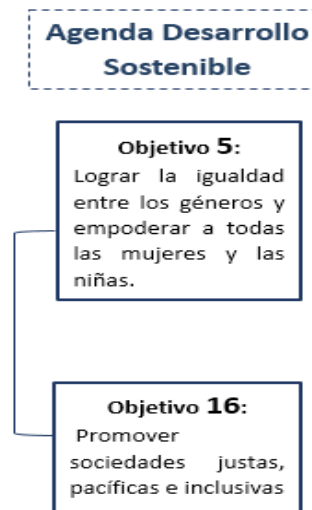 Agenda Desarrollo
Sostenible
Objetivo 5:
Lograr la igualdad
entre los géneros y
empoderar a todas
las mujeres y las
niñas.
Objetivo 16:
Promover
sociedades justas,
pacíficas e inclusivas